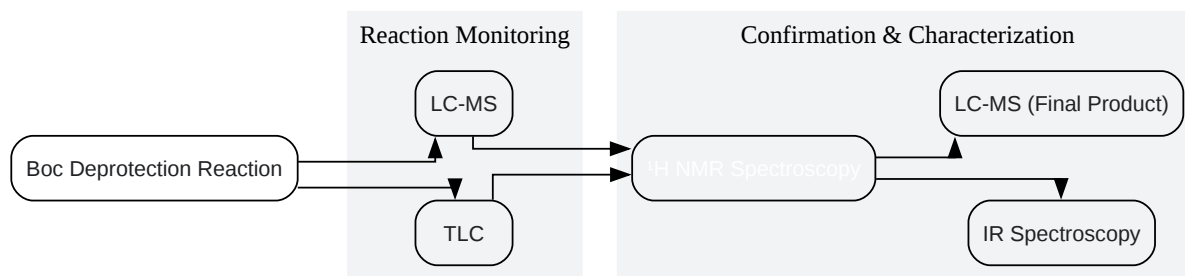 Reaction Monitoring
Confirmation & Characterization
LC-MS
LC-MS (Final Product)
Boc Deprotection Reaction
¹H NMR Spectroscopy
TLC
IR Spectroscopy